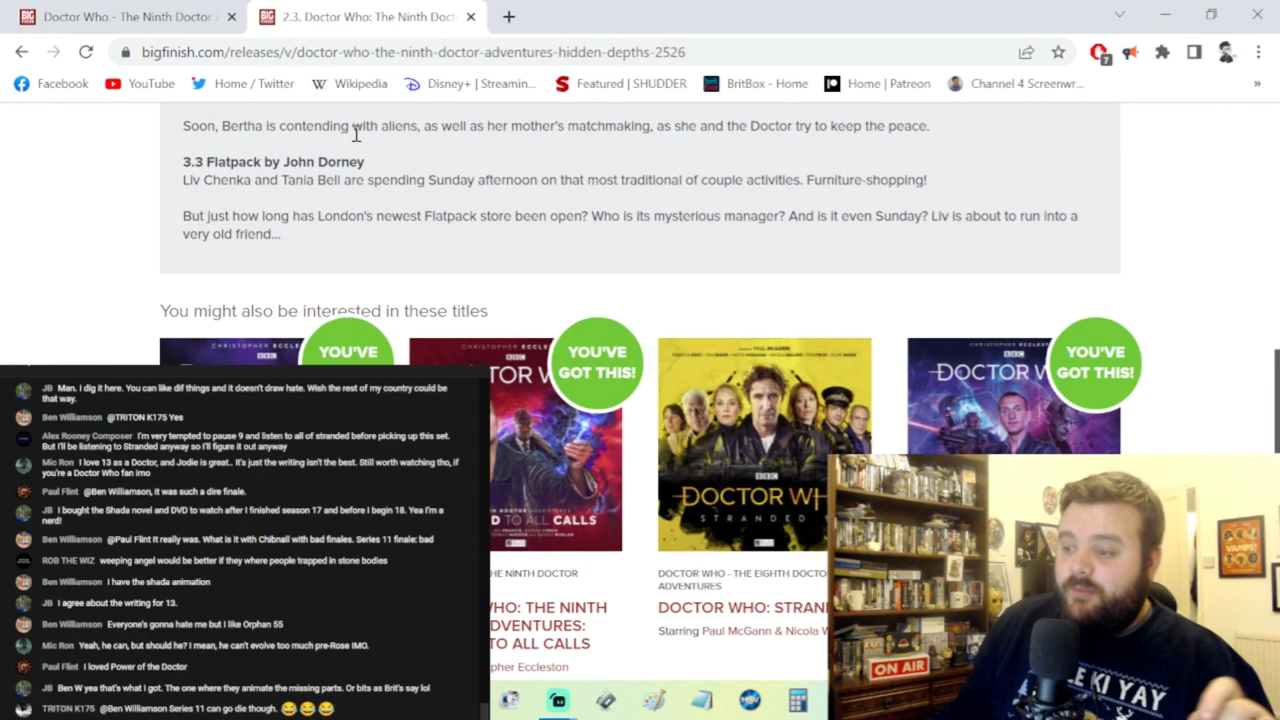 Doctor Who - The Ninth Doctor
2.3. Doctor Who: The Ninth Doct
bigfinish.com/releases/v/doctor-who-the-ninth-doctor-adventures-hidden-depths-2526
7
Facebook YouTube Home / Twitter Wikipedia Disney+ | Streamin... Featured | SHUDDER BritBox - Home Home | Patreon Channel 4 Screenwr... »
Soon, Bertha is contending with aliens, as well as her mother's matchmaking, as she and the Doctor try to keep the peace.
3.3 Flatpack by John Dorney
Liv Chenka and Tania Bell are spending Sunday afternoon on that most traditional of couple activities. Furniture-shopping!
But just how long has London's newest Flatpack store been open? Who is its mysterious manager? And is it even Sunday? Liv is about to run into a
very old friend...
You might also be interested in these titles
YOU'VE
YOU'VE
GOT THIS!
YOU'VE
GOT THIS!
BBC
DOCTOR WH
STRANDED
BBC
DOCTOR
D TO ALL CALLS
HE NINTH DOCTOR
DOCTOR WHO - THE EIGHTH DOCTO
ADVENTURES
WHO: THE NINTH
DVENTURES:
TO ALL CALLS
DOCTOR WHO: STRAN
pher Eccleston
Starring Paul McGann & Nicola W
JB Man. I dig it here. You can like dif things and it doesn't draw hate. Wish the rest of my country could be
that way.
Ben Williamson @TRITON K175 Yes
Alex Rooney Composer I'm very tempted to pause 9 and listen to all of stranded before picking up this set.
But I'll be listening to Stranded anyway so I'll figure it out anyway
Mic Ron I love 13 as a Doctor, and Jodie is great.. It's just the writing isn't the best. Still worth watching tho, if
you're a Doctor Who fan imo
Paul Flint @Ben Williamson, it was such a dire finale.
JB I bought the Shada novel and DVD to watch after I finished season 17 and before I begin 18. Yea I'm a
nerd!
Ben Williamson @Paul Flint It really was. What is it with Chibnall with bad finales. Series 11 finale: bad
ROB THE WIZ weeping angel would be better if they where people trapped in stone bodies
Ben Williamson I have the shada animation
JB I agree about the writing for 13.
Ben Williamson Everyone's gonna hate me but I like Orphan 55
Mic Ron Yeah, he can, but should he? I mean, he can't evolve too much pre-Rose IMO.
Paul Flint I loved Power of the Doctor
JB Ben W yea that's what I got. The one where they animate the missing parts. Or bits as Brit's say lol
TRITON K175 @Ben Williamson Series 11 can go die though. 😂😂😂
VAMPS!
ON AIR
KI YAY